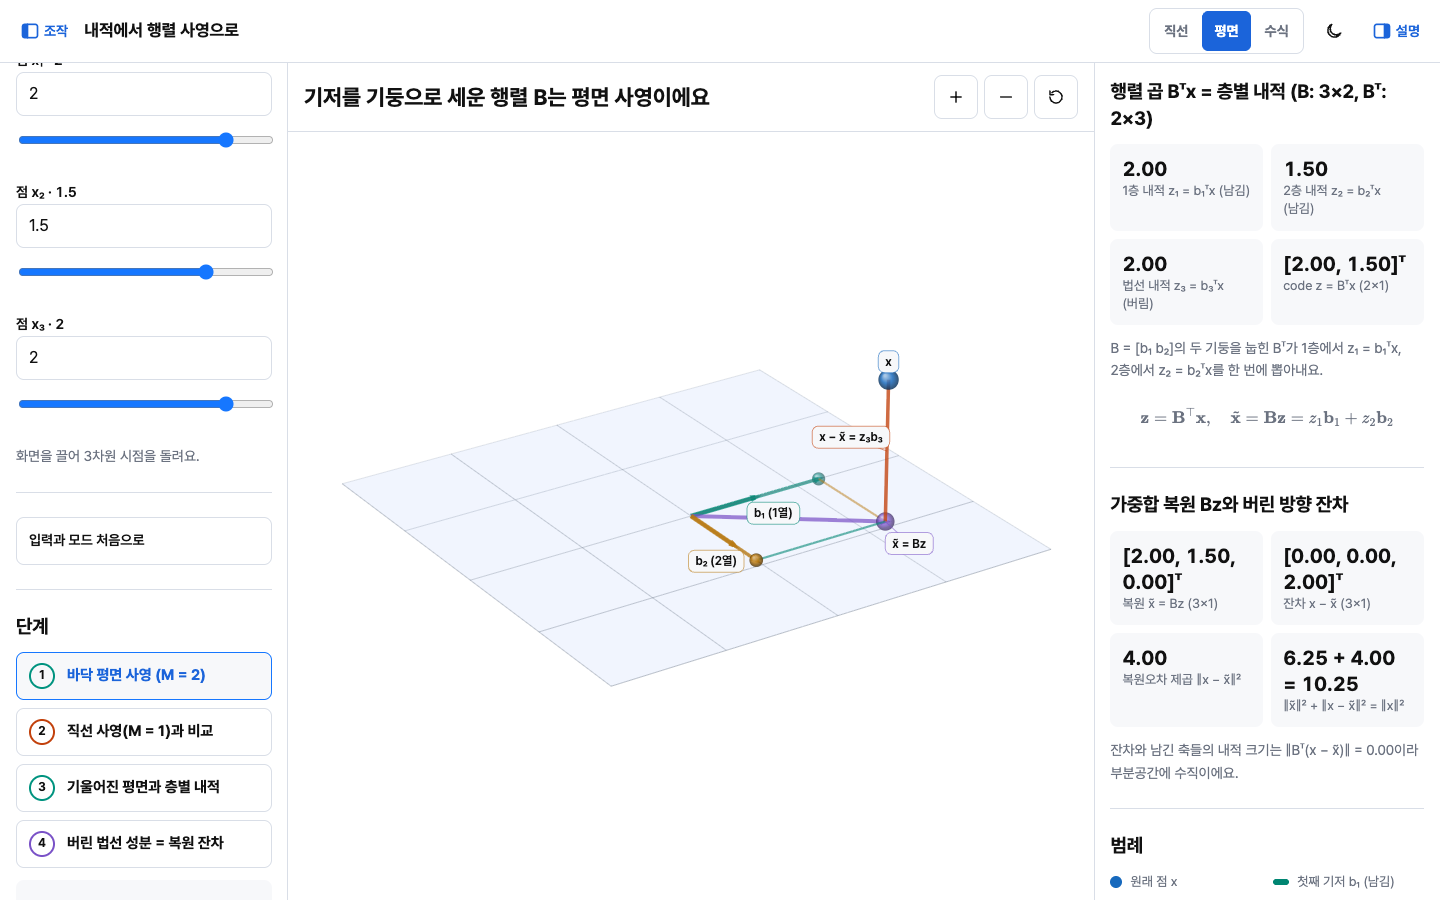 조작
내적에서 행렬 사영으로
직선
평면
수식
설명
2
점 x₂ · 1.5
1.5
점 x₃ · 2
2
화면을 끌어 3차원 시점을 돌려요.
입력과 모드 처음으로
단계
1 바닥 평면 사영 (M = 2)
2 직선 사영(M = 1)과 비교
3 기울어진 평면과 층별 내적
4 버린 법선 성분 = 복원 잔차
기저를 기둥으로 세운 행렬 B는 평면 사영이에요
x
x − x̃ = z₃b₃
b₁ (1열)
x̃ = Bz
b₂ (2열)
행렬 곱 Bᵀx = 층별 내적 (B: 3×2, Bᵀ:
2×3)
2.00
1층 내적 z₁ = b₁ᵀx (남김)
1.50
2층 내적 z₂ = b₂ᵀx
(남김)
2.00
법선 내적 z₃ = b₃ᵀx
(버림)
[2.00, 1.50]ᵀ
code z = Bᵀx (2×1)
B = [b₁ b₂]의 두 기둥을 눕힌 Bᵀ가 1층에서 z₁ = b₁ᵀx,
2층에서 z₂ = b₂ᵀx를 한 번에 뽑아내요.
z = B⊤x, x̃ = Bz = z₁b₁ + z₂b₂
가중합 복원 Bz와 버린 방향 잔차
[2.00, 1.50,
0.00]ᵀ
복원 x̃ = Bz (3×1)
[0.00, 0.00,
2.00]ᵀ
잔차 x − x̃ (3×1)
4.00
복원오차 제곱 ‖x − x̃‖²
6.25 + 4.00
= 10.25
‖x̃‖² + ‖x − x̃‖² = ‖x‖²
잔차와 남긴 축들의 내적 크기는 ‖Bᵀ(x − x̃)‖ = 0.00이라
부분공간에 수직이에요.
범례
원래 점 x
첫째 기저 b₁ (남김)